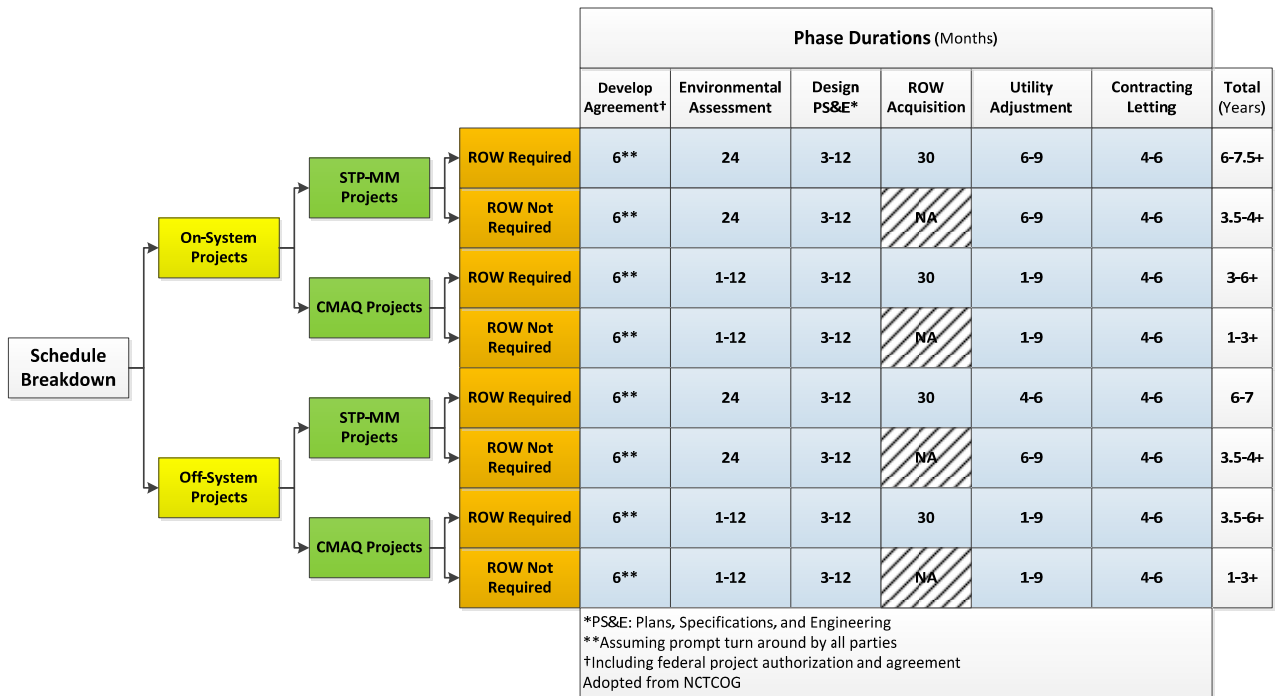 Phase Durations (Months)
Develop Agreement† Environmental Assessment Design PS&E* ROW Acquisition Utility Adjustment Contracting Letting Total (Years)
Schedule Breakdown
On-System Projects
STP-MM Projects
ROW Required 6** 24 3-12 30 6-9 4-6 6-7.5+
ROW Not Required 6** 24 3-12 NA 6-9 4-6 3.5-4+
CMAQ Projects
ROW Required 6** 1-12 3-12 30 1-9 4-6 3-6+
ROW Not Required 6** 1-12 3-12 NA 1-9 4-6 1-3+
Off-System Projects
STP-MM Projects
ROW Required 6** 24 3-12 30 4-6 4-6 6-7
ROW Not Required 6** 24 3-12 NA 6-9 4-6 3.5-4+
CMAQ Projects
ROW Required 6** 1-12 3-12 30 1-9 4-6 3.5-6+
ROW Not Required 6** 1-12 3-12 NA 1-9 4-6 1-3+
*PS&E: Plans, Specifications, and Engineering
**Assuming prompt turn around by all parties
†Including federal project authorization and agreement
Adopted from NCTCOG